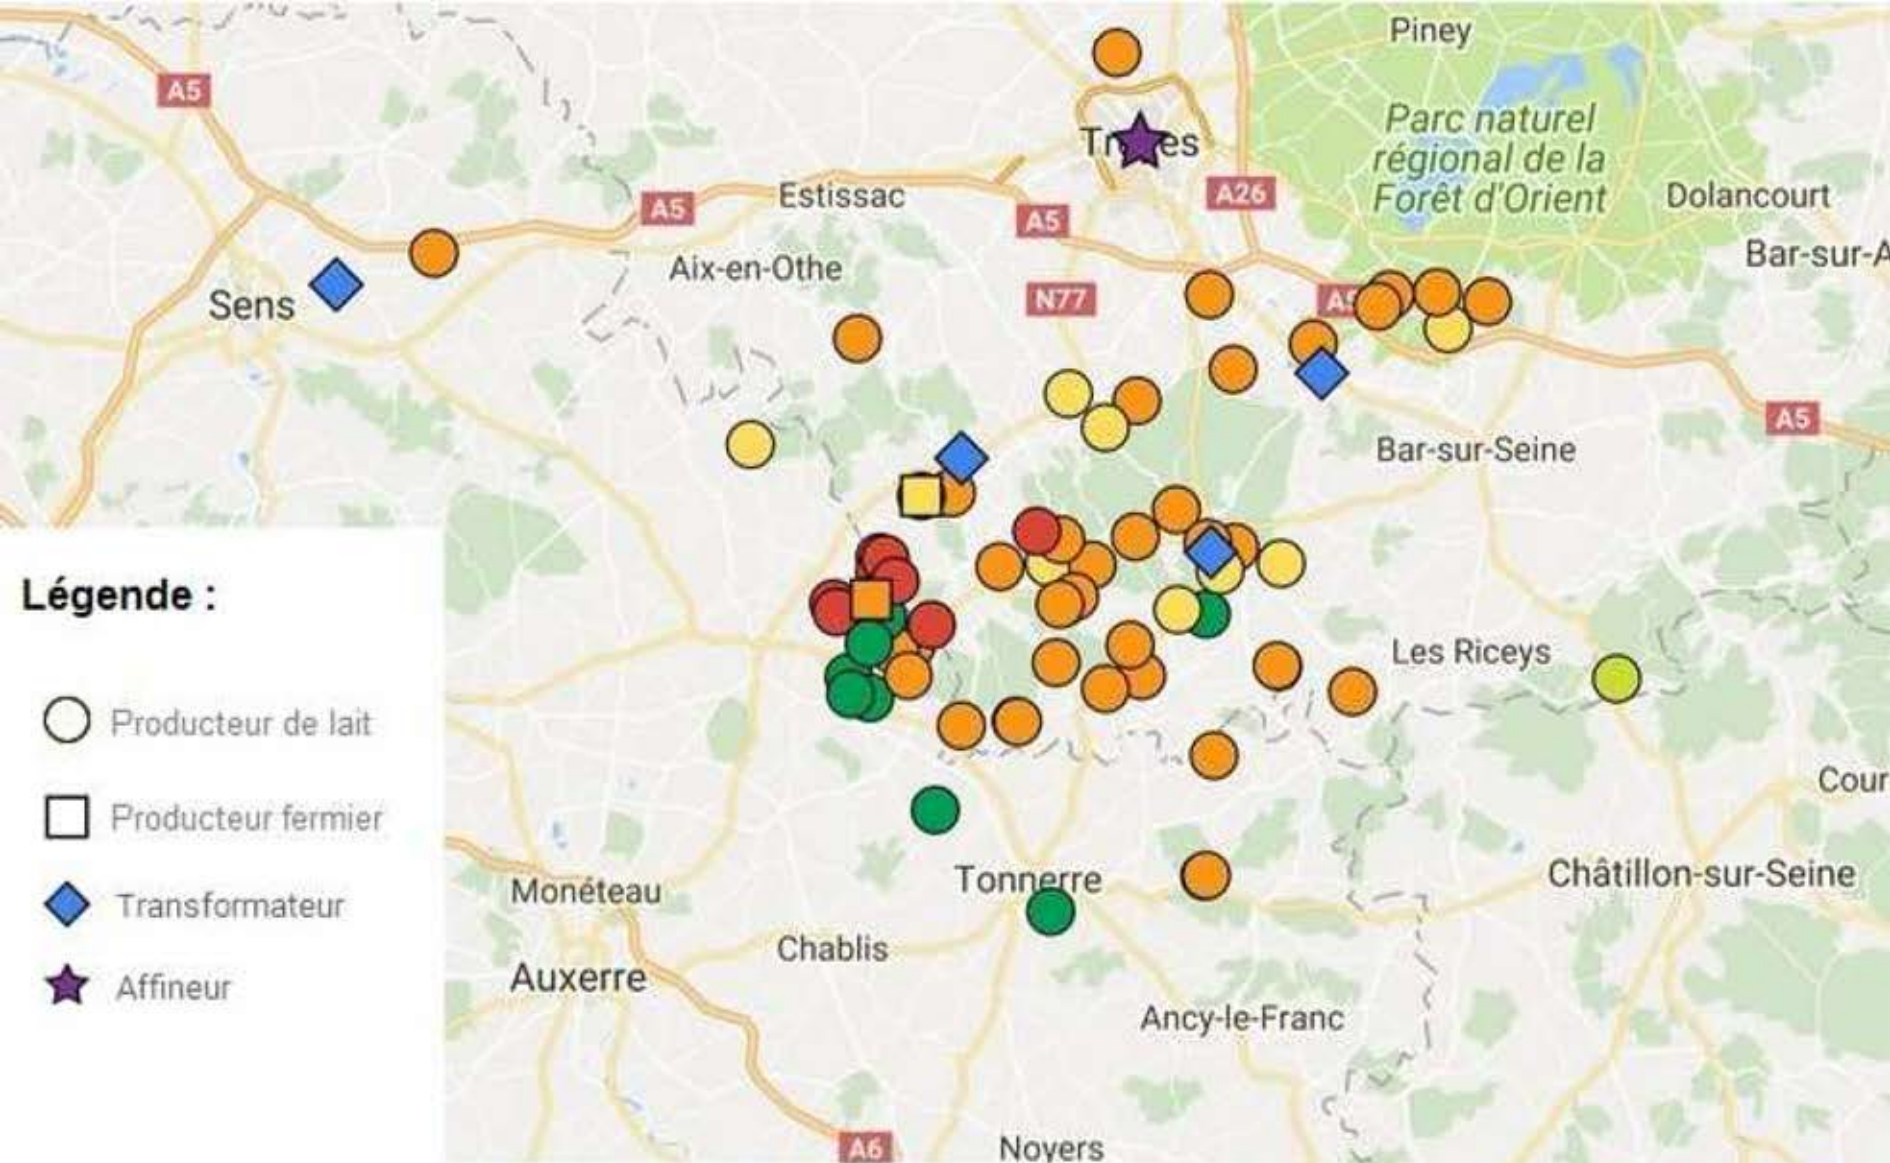 Piney
A5
Parc naturel
régional de la
Forêt d'Orient
Troyes
A26
Dolancourt
Estissac
A5
A5
Bar-sur-A
Aix-en-Othe
Sens
N77
A5
Bar-sur-Seine
Légende :
Les Riceys
Producteur de lait
Cour
Producteur fermier
Tonnerre
Châtillon-sur-Seine
Monéteau
Transformateur
Chablis
Auxerre
Affineur
Ancy-le-Franc
A6
Noyers